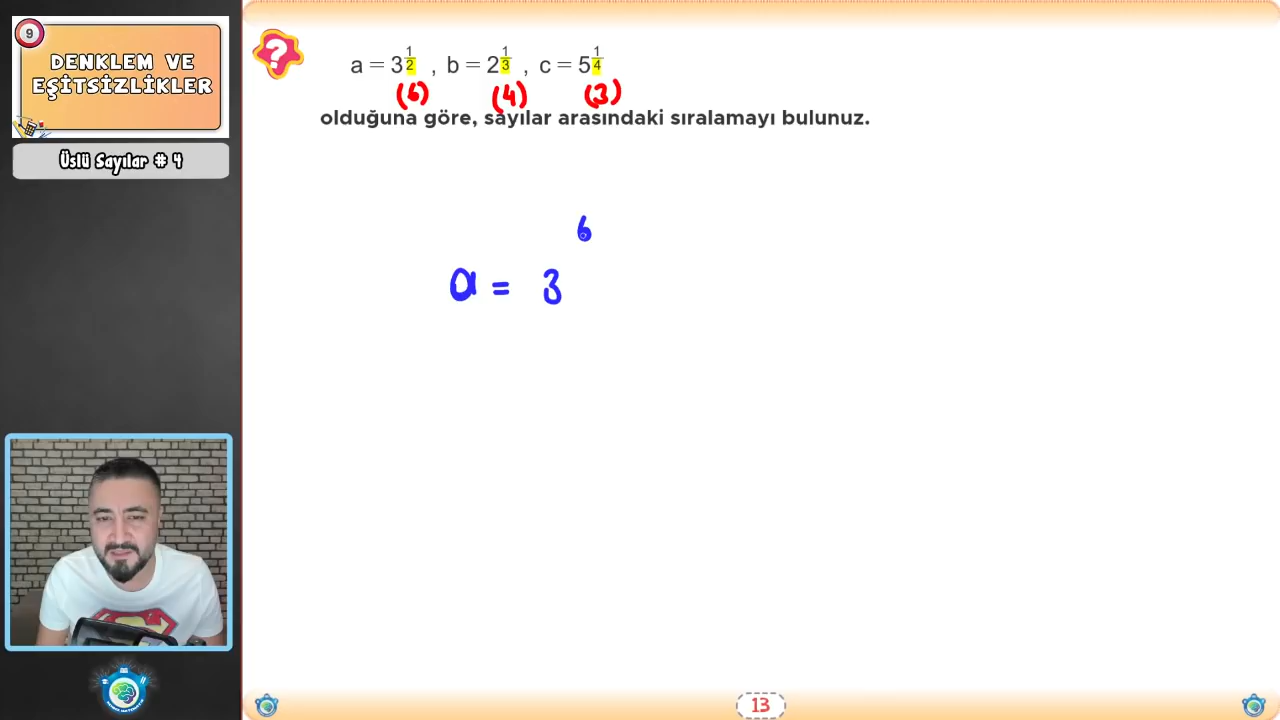 9
DENKLEM VE
EŞİTSİZLİKLER
Üslü Sayılar # 4
? a = 3^{1/2} , b = 2^{1/3} , c = 5^{1/4}
(6) (4) (3)
olduğuna göre, sayılar arasındaki sıralamayı bulunuz.
6
a = 3
13